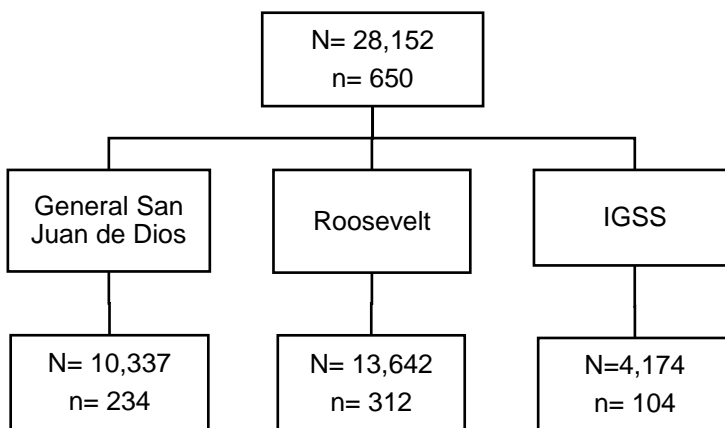 N= 28,152
n= 650
General San
Juan de Dios
Roosevelt
IGSS
N= 10,337
n= 234
N= 13,642
n= 312
N=4,174
n= 104